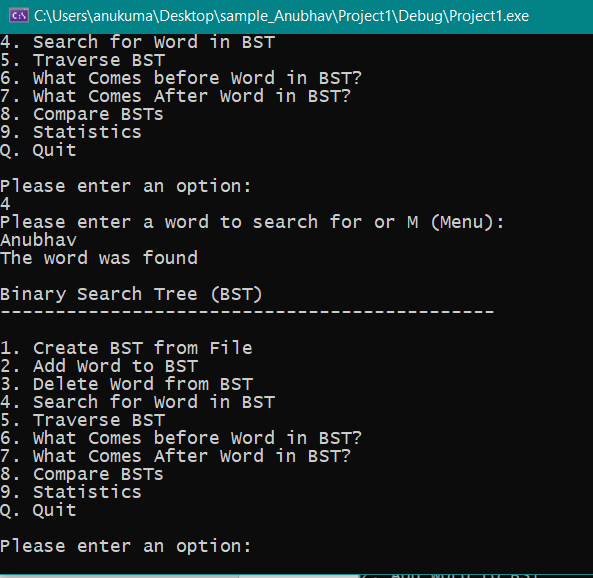 C:\Users\anukuma\Desktop\sample_Anubhav\Project1\Debug\Project1.exe
4. Search for Word in BST
5. Traverse BST
6. What Comes before Word in BST?
7. What Comes After Word in BST?
8. Compare BSTs
9. Statistics
Q. Quit
Please enter an option:
4
Please enter a word to search for or M (Menu):
Anubhav
The word was found
Binary Search Tree (BST)
---------------------------------------------
1. Create BST from File
2. Add Word to BST
3. Delete Word from BST
4. Search for Word in BST
5. Traverse BST
6. What Comes before Word in BST?
7. What Comes After Word in BST?
8. Compare BSTs
9. Statistics
Q. Quit
Please enter an option: